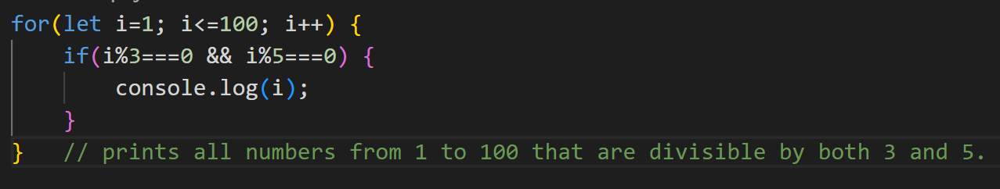 for(let i=1; i<=100; i++) {
    if(i%3===0 && i%5===0) {
        console.log(i);
    }
}   // prints all numbers from 1 to 100 that are divisible by both 3 and 5.